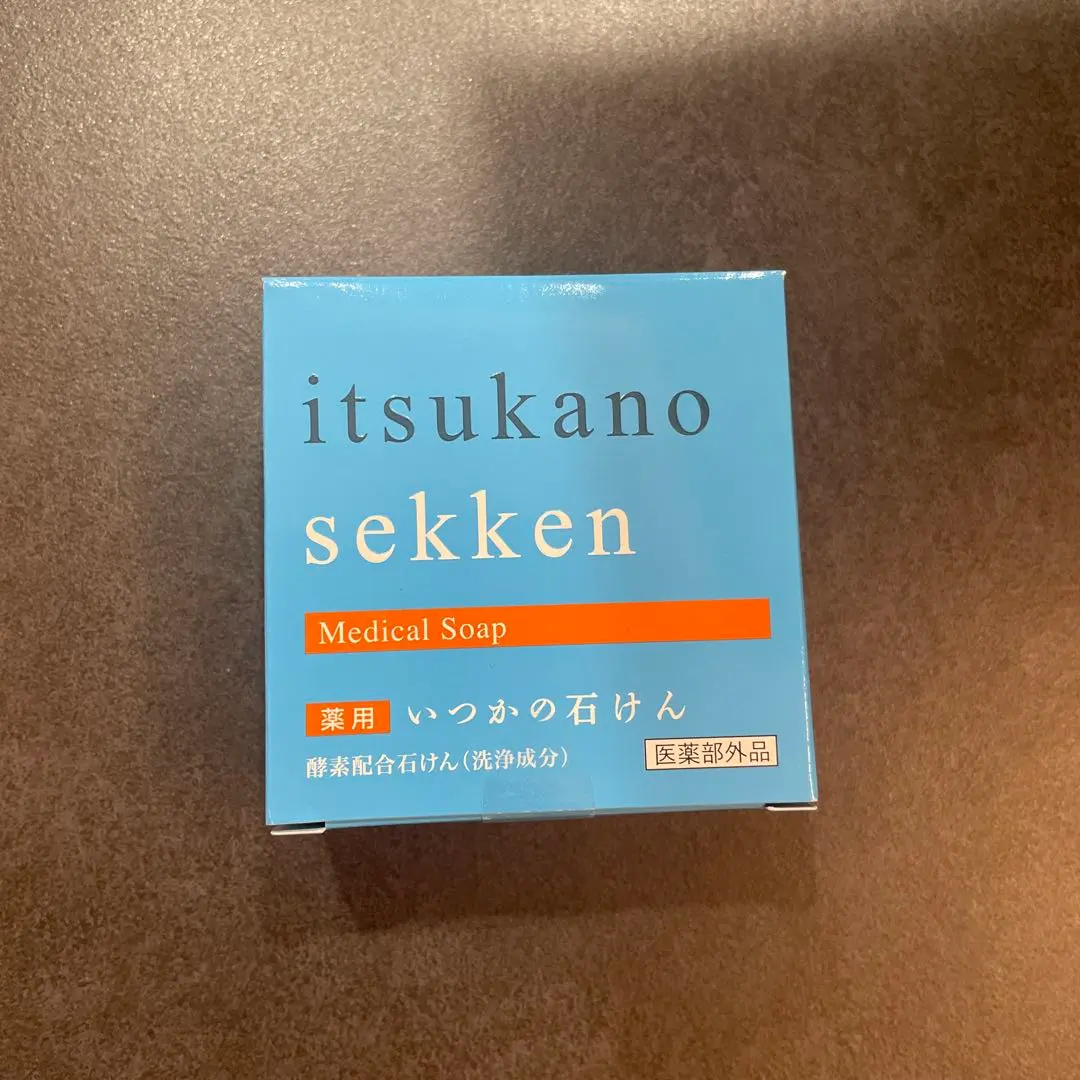 itsukano
sekken
Medical Soap
薬用 いつかの石けん
酵素配合石けん(洗浄成分)
医薬部外品